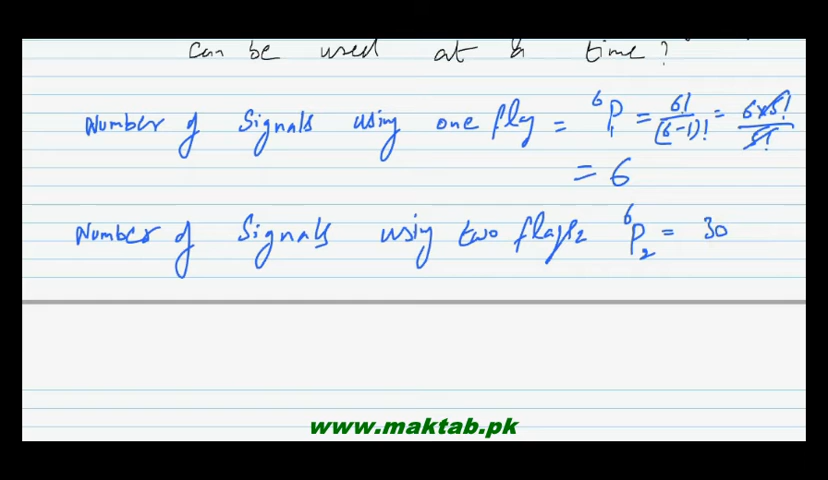 can be used at a time?
Number of Signals using one flag = ⁶P₁ = 6!/(6-1)! = 6×5!/5!
= 6
Number of Signals using two flags = ⁶P₂ = 30
www.maktab.pk